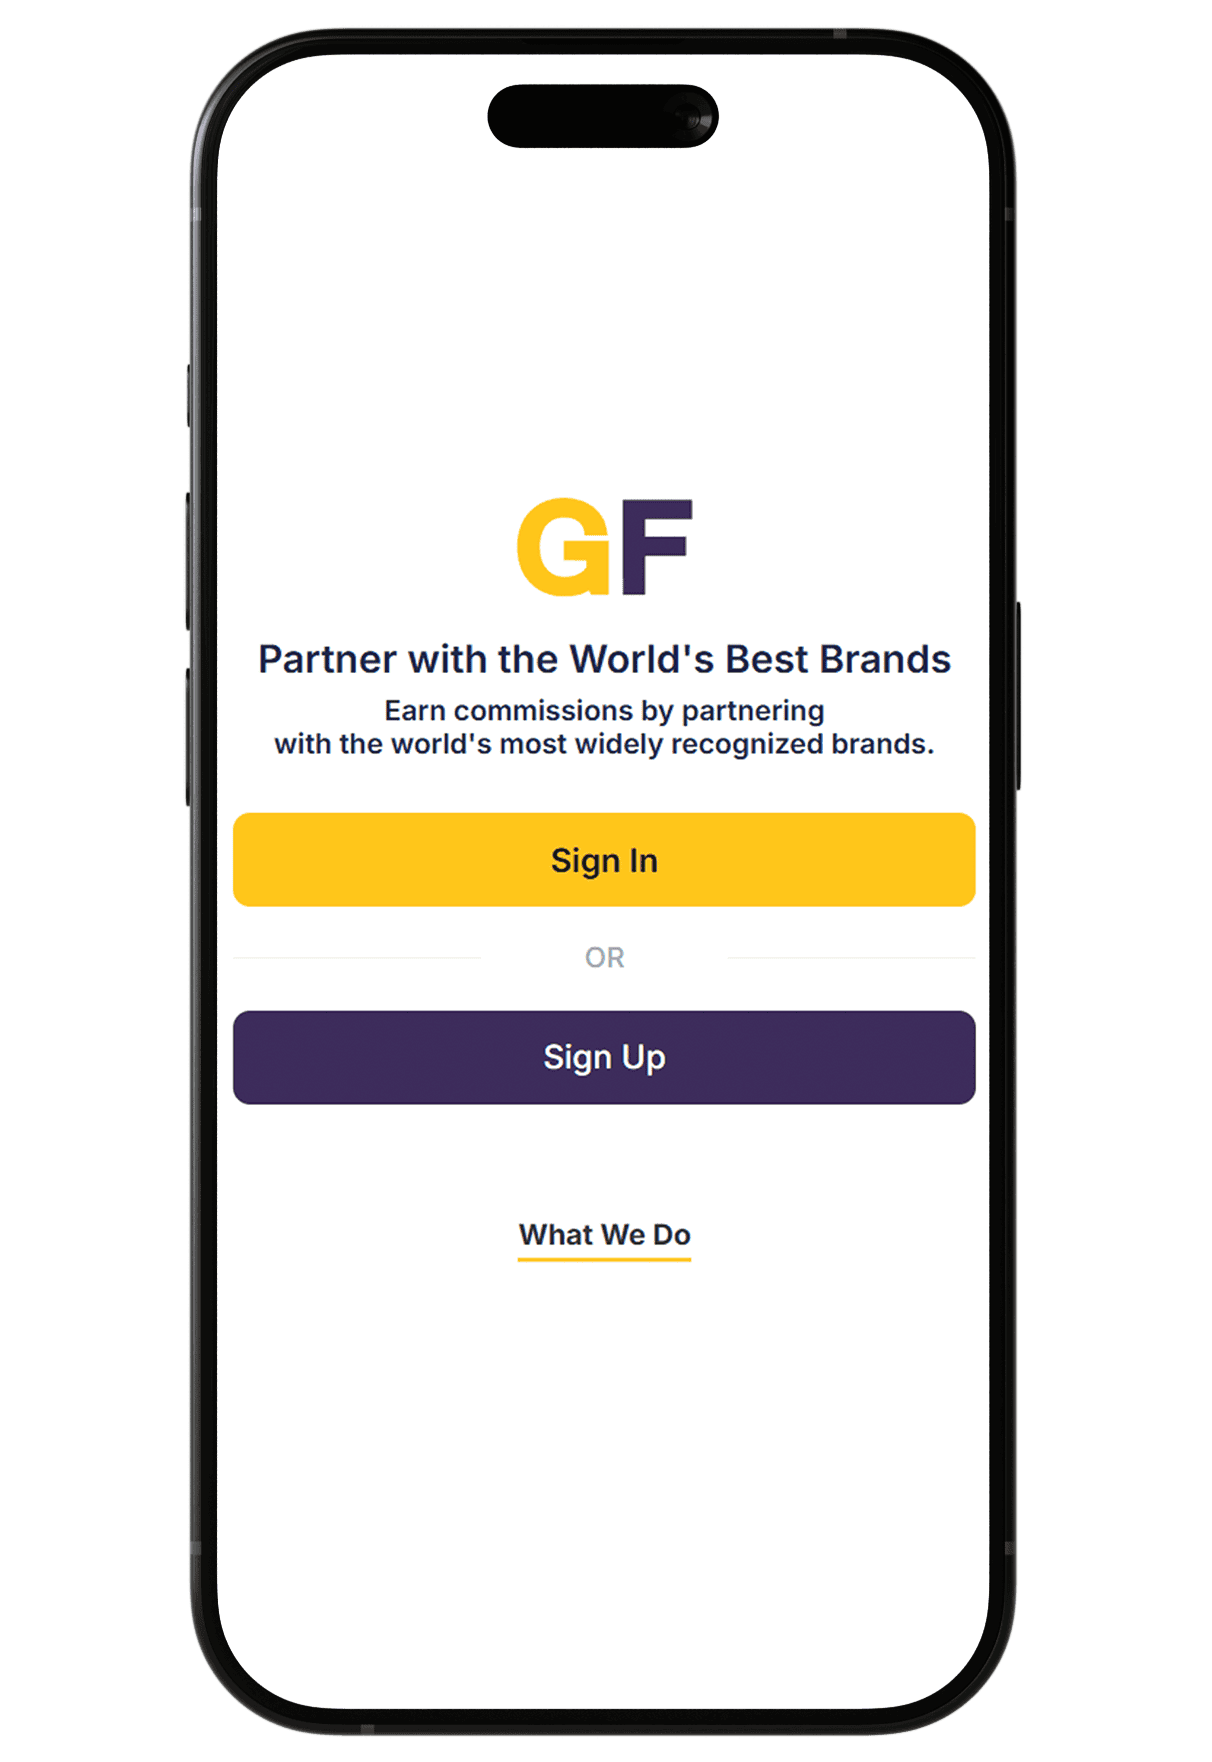 GF
Partner with the World's Best Brands
Earn commissions by partnering
with the world's most widely recognized brands.
Sign In
OR
Sign Up
What We Do